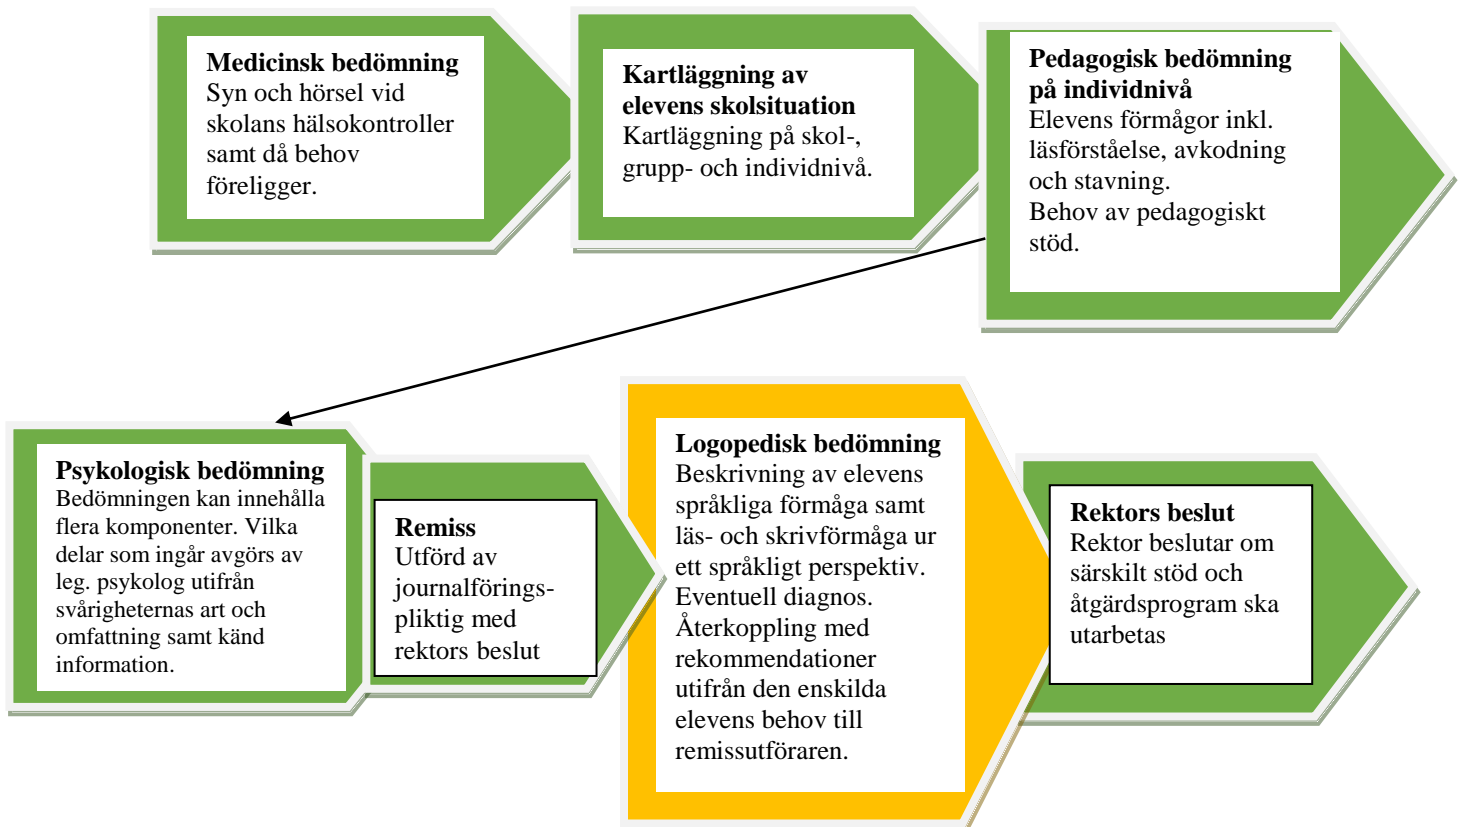 Medicinsk bedömning
Syn och hörsel vid
skolans hälsokontroller
samt då behov
föreligger.
Kartläggning av
elevens skolsituation
Kartläggning på skol-,
grupp- och individnivå.
Pedagogisk bedömning
på individnivå
Elevens förmågor inkl.
läsförståelse, avkodning
och stavning.
Behov av pedagogiskt
stöd.
Psykologisk bedömning
Bedömningen kan innehålla
flera komponenter. Vilka
delar som ingår avgörs av
leg. psykolog utifrån
svårigheternas art och
omfattning samt känd
information.
Remiss
Utförd av
journalförings-
pliktig med
rektors beslut
Logopedisk bedömning
Beskrivning av elevens
språkliga förmåga samt
läs- och skrivförmåga ur
ett språkligt perspektiv.
Eventuell diagnos.
Återkoppling med
rekommendationer
utifrån den enskilda
elevens behov till
remissutföraren.
Rektors beslut
Rektor beslutar om
särskilt stöd och
åtgärdsprogram ska
utarbetas